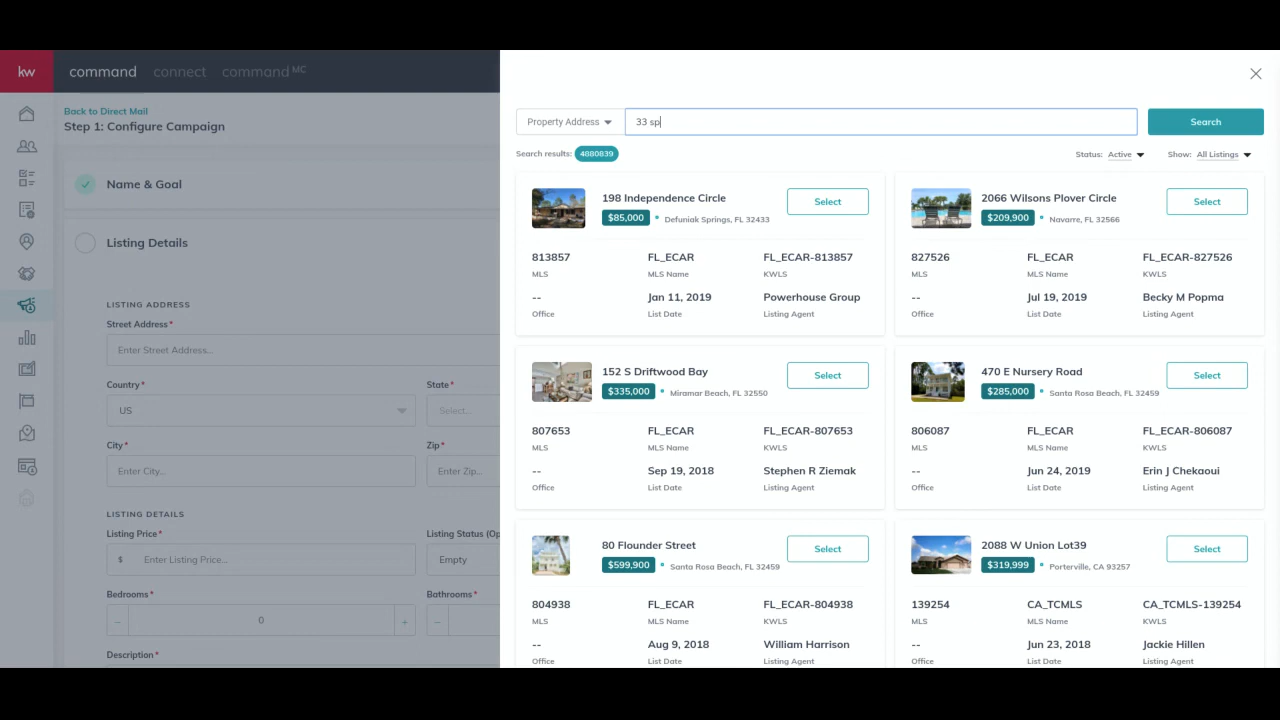 kw
command
connect
command MC
Back to Direct Mail
Step 1: Configure Campaign
Name & Goal
Listing Details
LISTING ADDRESS
Street Address*
Enter Street Address...
Country*
State*
US
Select...
City*
Zip*
Enter City...
Enter Zip...
LISTING DETAILS
Listing Price*
Listing Status (Op
$ Enter Listing Price...
Empty
Bedrooms*
Bathrooms*
− 0 +
−
Description*
Property Address
33 sp
Search
Search results: 4880839
Status: Active
Show: All Listings
198 Independence Circle
Select
$85,000 • Defuniak Springs, FL 32433
813857 FL_ECAR FL_ECAR-813857
MLS MLS Name KWLS
-- Jan 11, 2019 Powerhouse Group
Office List Date Listing Agent
2066 Wilsons Plover Circle
Select
$209,900 • Navarre, FL 32566
827526 FL_ECAR FL_ECAR-827526
MLS MLS Name KWLS
-- Jul 19, 2019 Becky M Popma
Office List Date Listing Agent
152 S Driftwood Bay
Select
$335,000 • Miramar Beach, FL 32550
807653 FL_ECAR FL_ECAR-807653
MLS MLS Name KWLS
-- Sep 19, 2018 Stephen R Ziemak
Office List Date Listing Agent
470 E Nursery Road
Select
$285,000 • Santa Rosa Beach, FL 32459
806087 FL_ECAR FL_ECAR-806087
MLS MLS Name KWLS
-- Jun 24, 2019 Erin J Chekaoui
Office List Date Listing Agent
80 Flounder Street
Select
$599,900 • Santa Rosa Beach, FL 32459
804938 FL_ECAR FL_ECAR-804938
MLS MLS Name KWLS
-- Aug 9, 2018 William Harrison
Office List Date Listing Agent
2088 W Union Lot39
Select
$319,999 • Porterville, CA 93257
139254 CA_TCMLS CA_TCMLS-139254
MLS MLS Name KWLS
-- Jun 23, 2018 Jackie Hillen
Office List Date Listing Agent